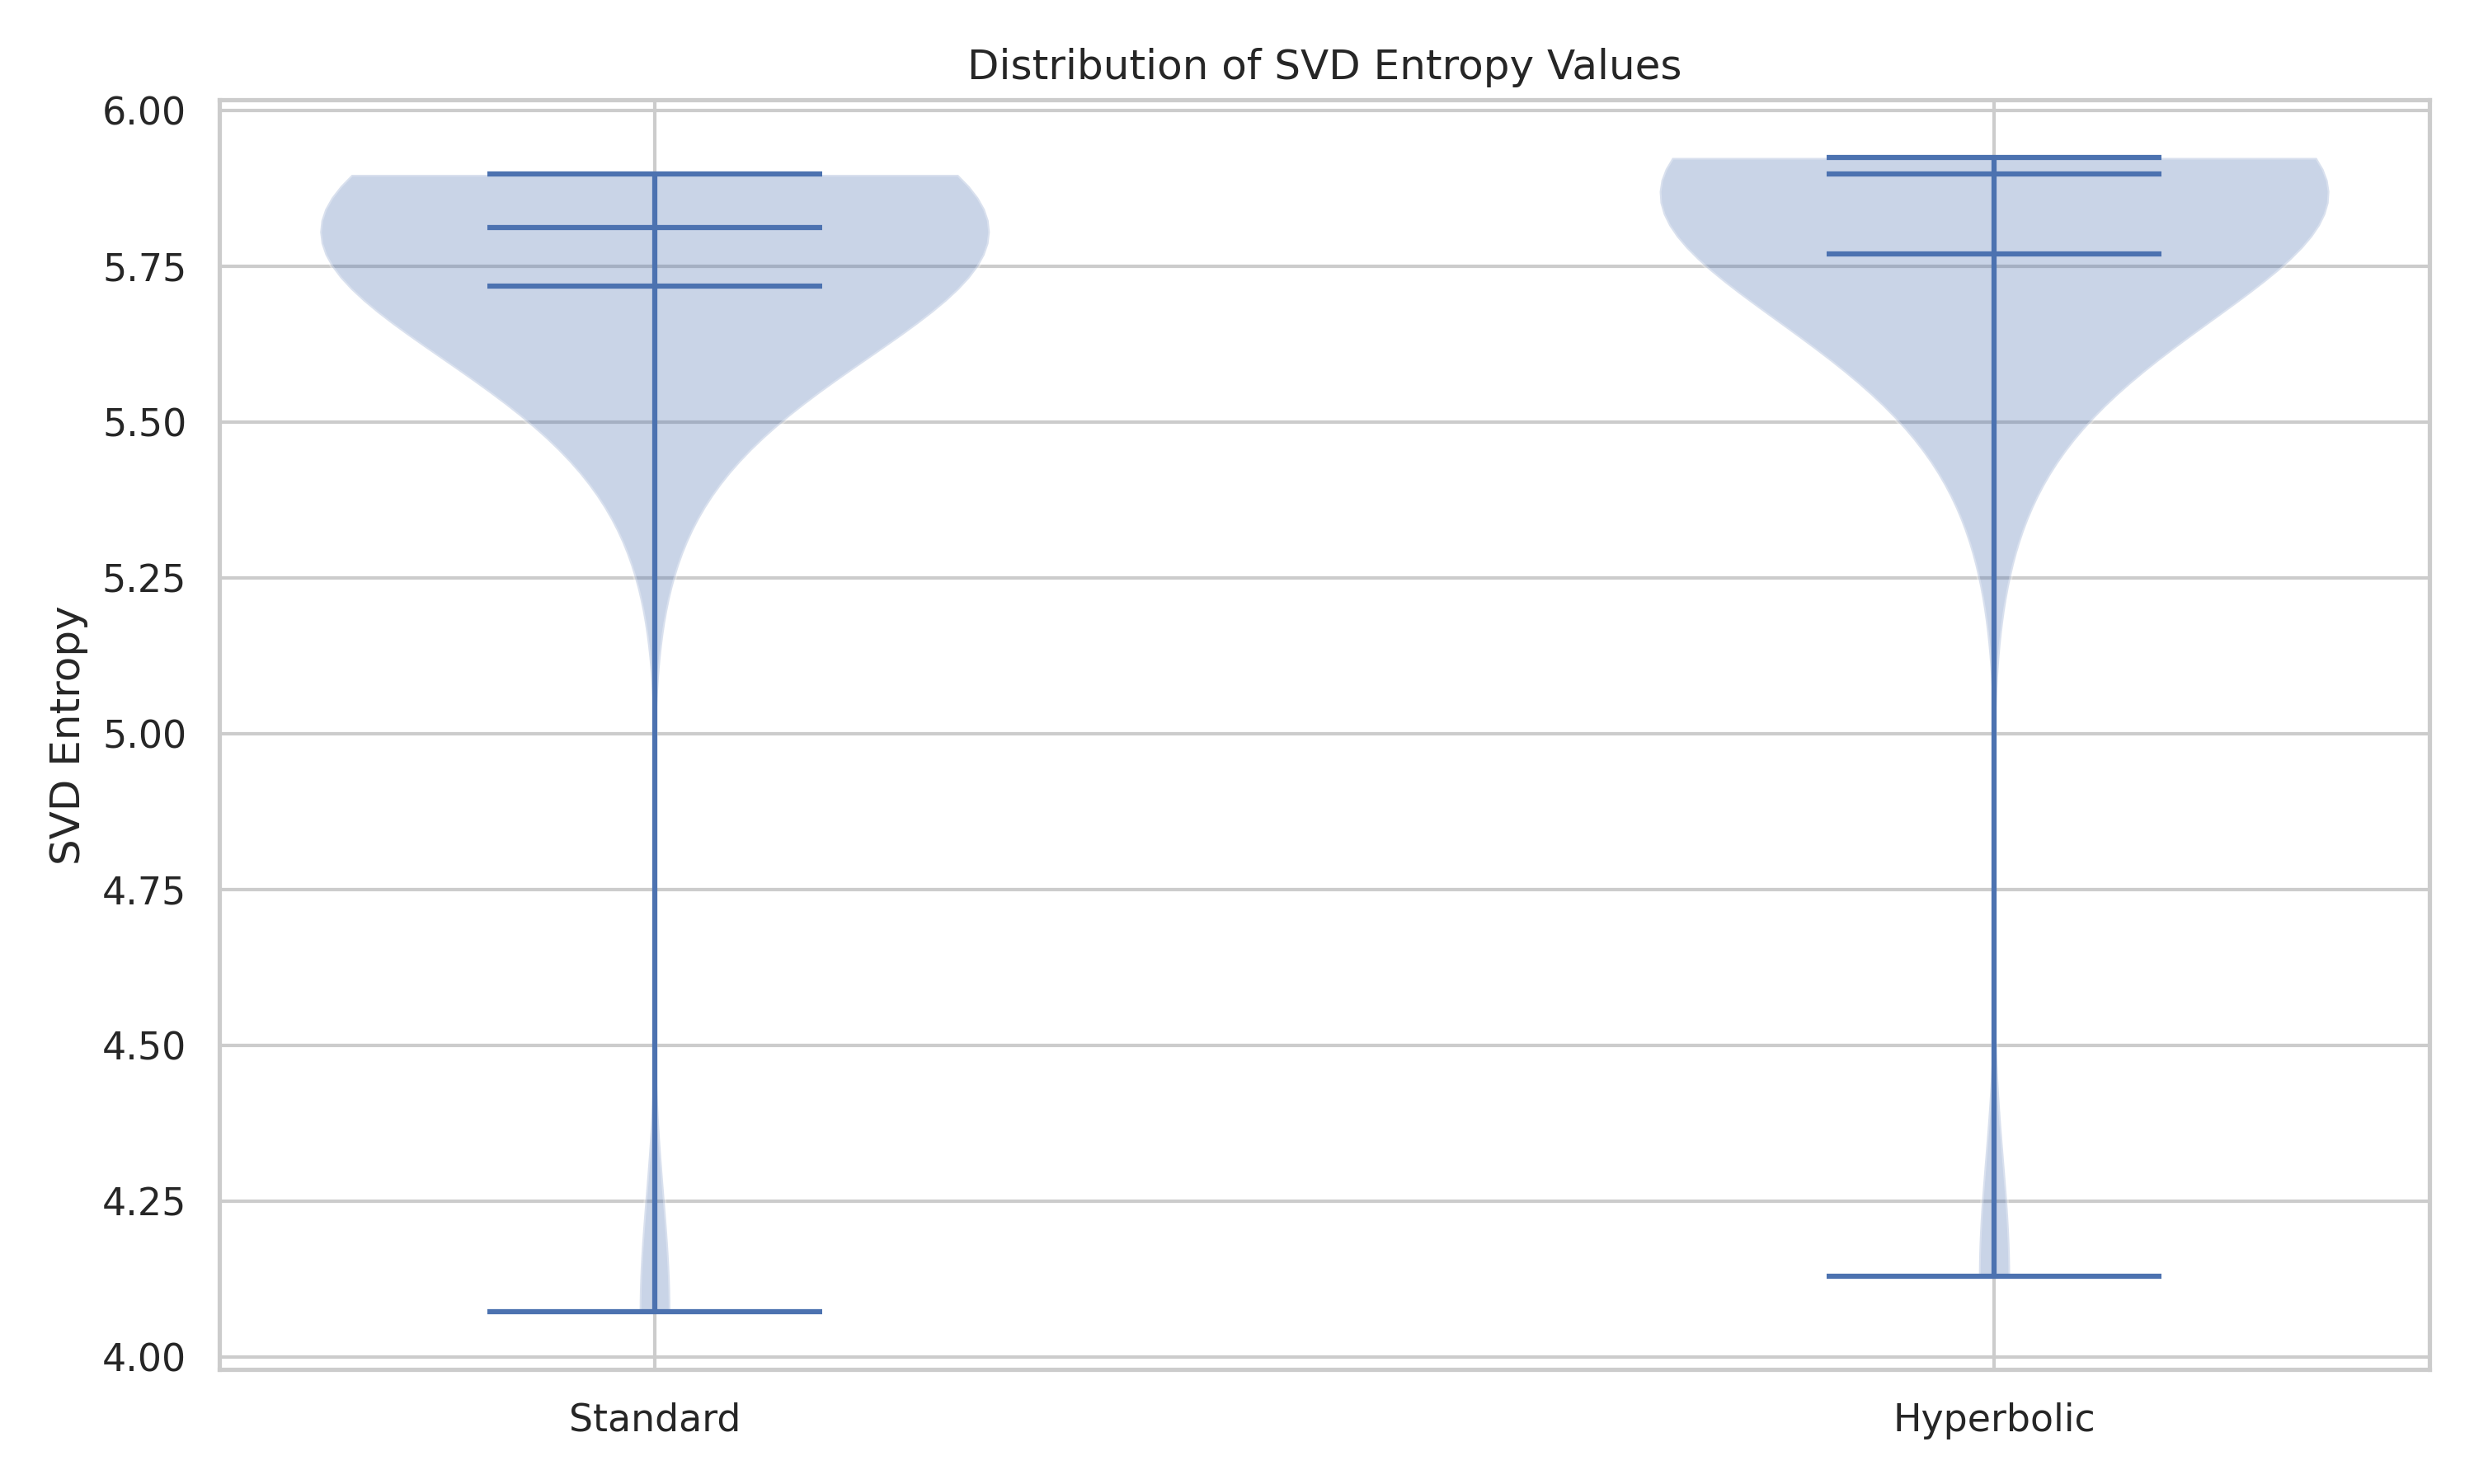 Distribution of SVD Entropy Values
6.00
5.75
5.50
5.25
5.00
4.75
4.50
4.25
4.00
SVD Entropy
Standard
Hyperbolic